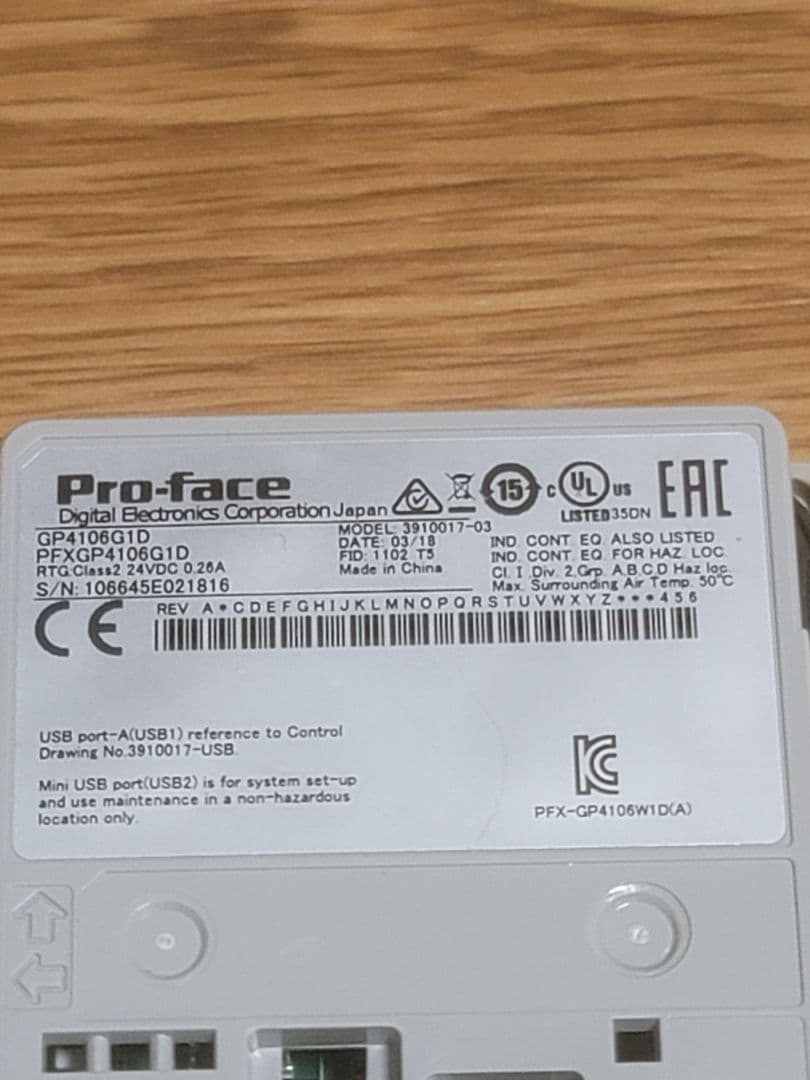 Pro-face
Digital Electronics Corporation Japan
15
C UL US
LISTED 35DN
EAC
GP4106G1D
PFXGP4106G1D
RTG:Class2 24VDC 0.26A
S/N: 106645E021816
MODEL: 3910017-03
DATE: 03/18
FID: 1102 T5
Made in China
IND. CONT. EQ. ALSO LISTED
IND. CONT. EQ. FOR HAZ. LOC.
Cl. I ,Div. 2,Grp. A,B,C,D Haz loc.
Max. Surrounding Air Temp. 50°C
CE
REV A*CDEFGHIJKLMNOPQRSTUVWXYZ***456
USB port-A(USB1) reference to Control
Drawing No.3910017-USB.
Mini USB port(USB2) is for system set-up
and use maintenance in a non-hazardous
location only.
KC
PFX-GP4106W1D(A)